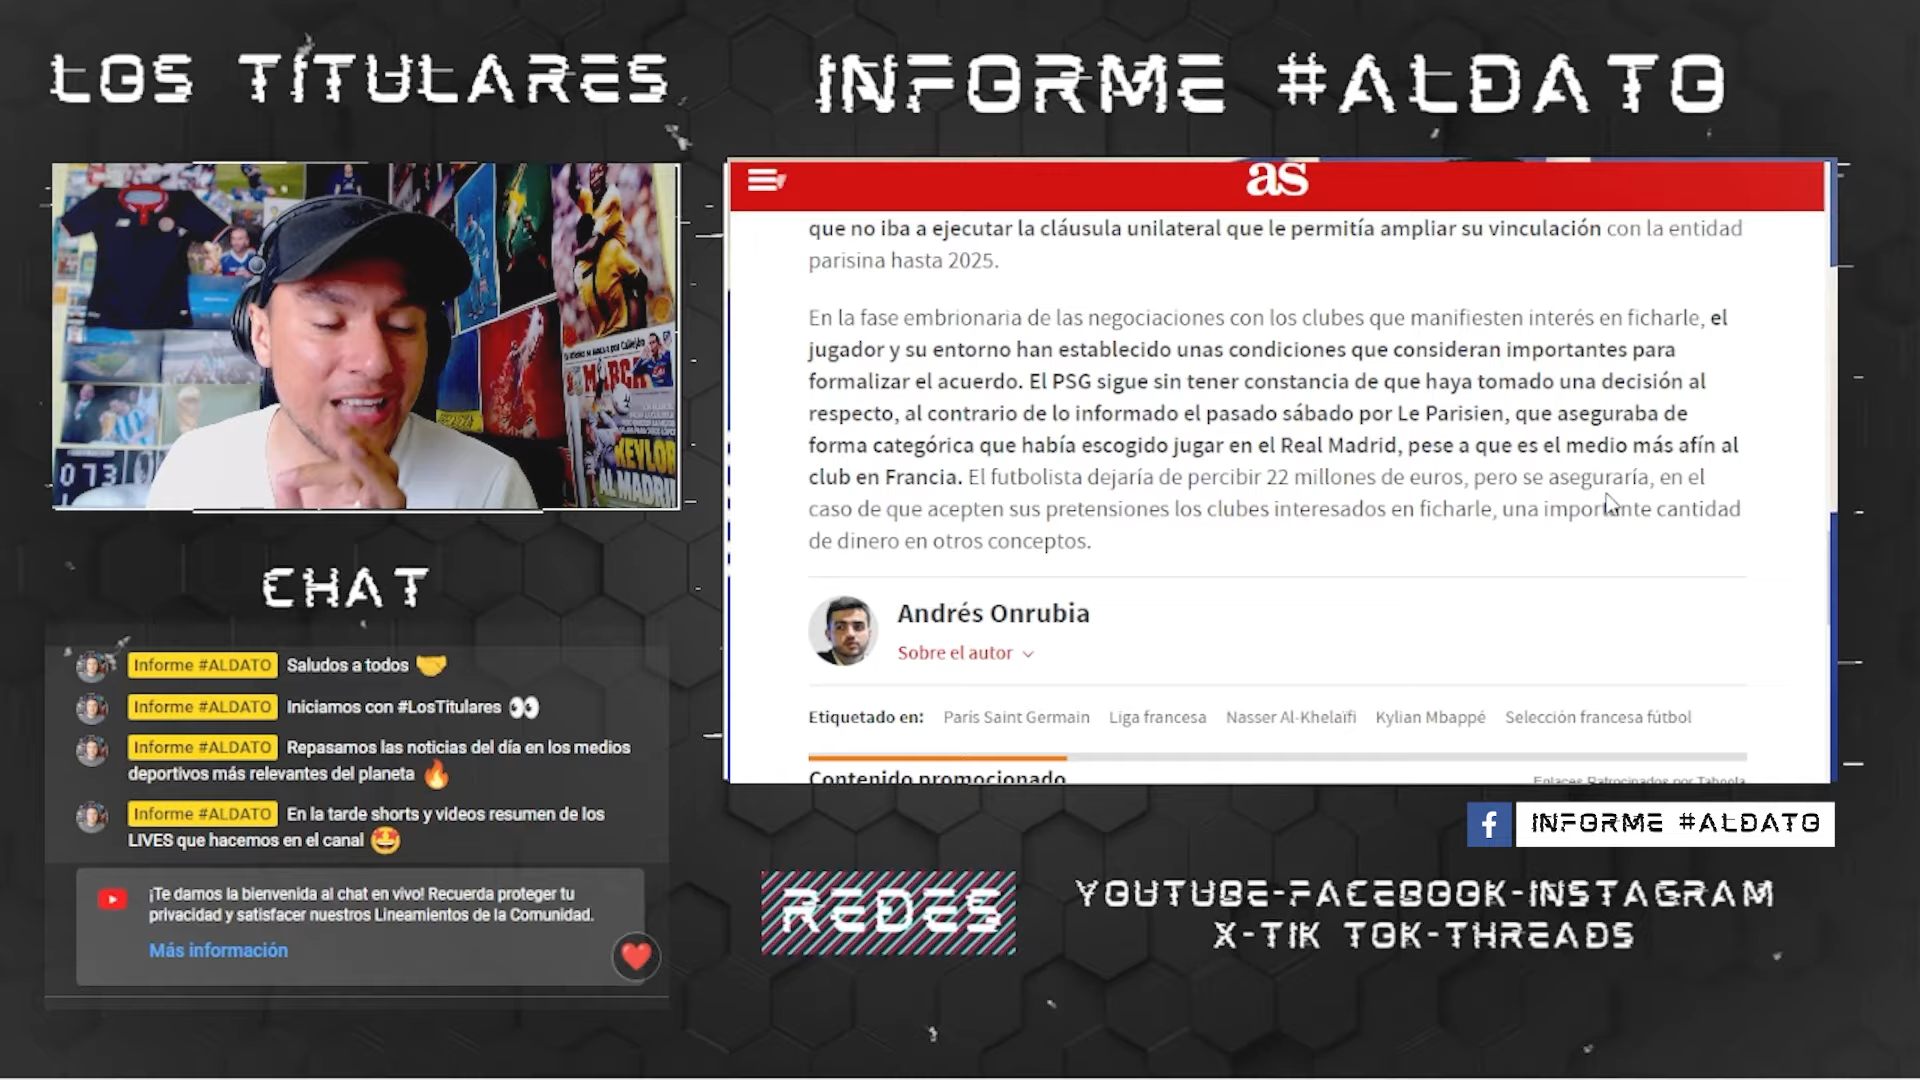 LOS TITULARES
INFORME #ALDATO
as
que no iba a ejecutar la cláusula unilateral que le permitía ampliar su vinculación con la entidad
parisina hasta 2025.
En la fase embrionaria de las negociaciones con los clubes que manifiesten interés en ficharle, el
jugador y su entorno han establecido unas condiciones que consideran importantes para
formalizar el acuerdo. El PSG sigue sin tener constancia de que haya tomado una decisión al
respecto, al contrario de lo informado el pasado sábado por Le Parisien, que aseguraba de
forma categórica que había escogido jugar en el Real Madrid, pese a que es el medio más afín al
club en Francia. El futbolista dejaría de percibir 22 millones de euros, pero se aseguraría, en el
caso de que acepten sus pretensiones los clubes interesados en ficharle, una importante cantidad
de dinero en otros conceptos.
Andrés Onrubia
Sobre el autor
Etiquetado en: Paris Saint Germain Liga francesa Nasser Al-Khelaïfi Kylian Mbappé Selección francesa fútbol
Contenido promocionado
Enlaces Patrocinados por Taboola
MARCA
KEYLOR
AL MADRID
073
CHAT
Informe #ALDATO Saludos a todos
Informe #ALDATO Iniciamos con #LosTitulares
Informe #ALDATO Repasamos las noticias del día en los medios
deportivos más relevantes del planeta
Informe #ALDATO En la tarde shorts y videos resumen de los
LIVES que hacemos en el canal
¡Te damos la bienvenida al chat en vivo! Recuerda proteger tu
privacidad y satisfacer nuestros Lineamientos de la Comunidad.
Más información
f INFORME #ALDATO
REDES
YOUTUBE-FACEBOOK-INSTAGRAM
X-TIK TOK-THREADS